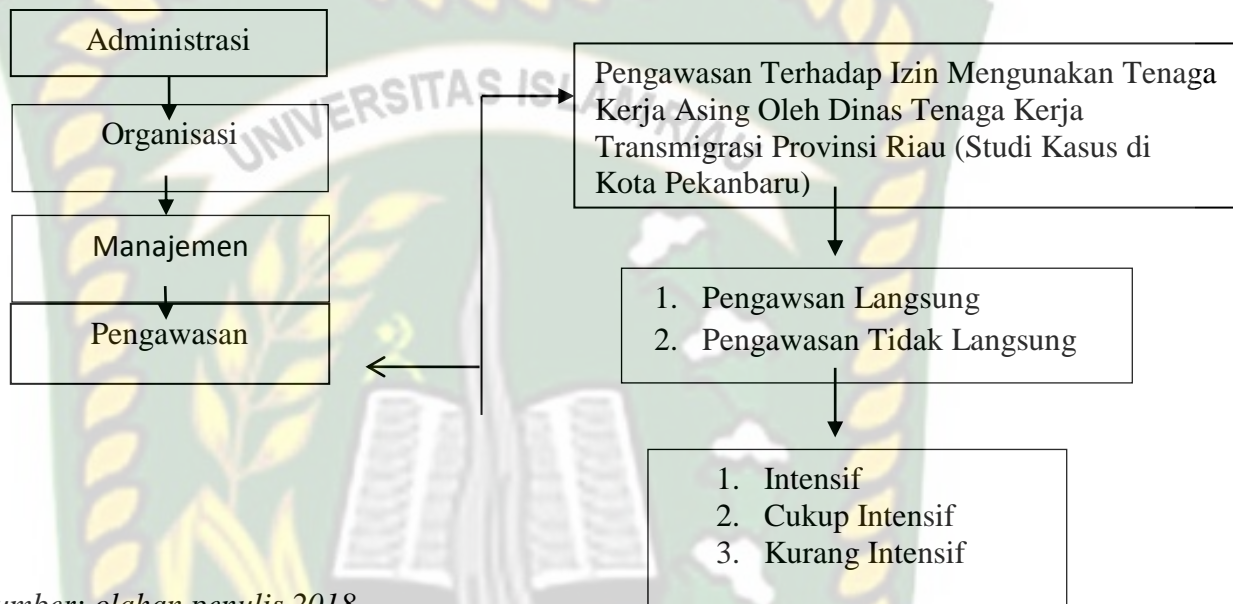 Administrasi
Organisasi
Manajemen
Pengawasan
Pengawasan Terhadap Izin Mengunakan Tenaga
Kerja Asing Oleh Dinas Tenaga Kerja
Transmigrasi Provinsi Riau (Studi Kasus di
Kota Pekanbaru)
1. Pengawsan Langsung
2. Pengawasan Tidak Langsung
1. Intensif
2. Cukup Intensif
3. Kurang Intensif
UNIVERSITAS ISLAM RIAU
umber: olahan penulis 2018